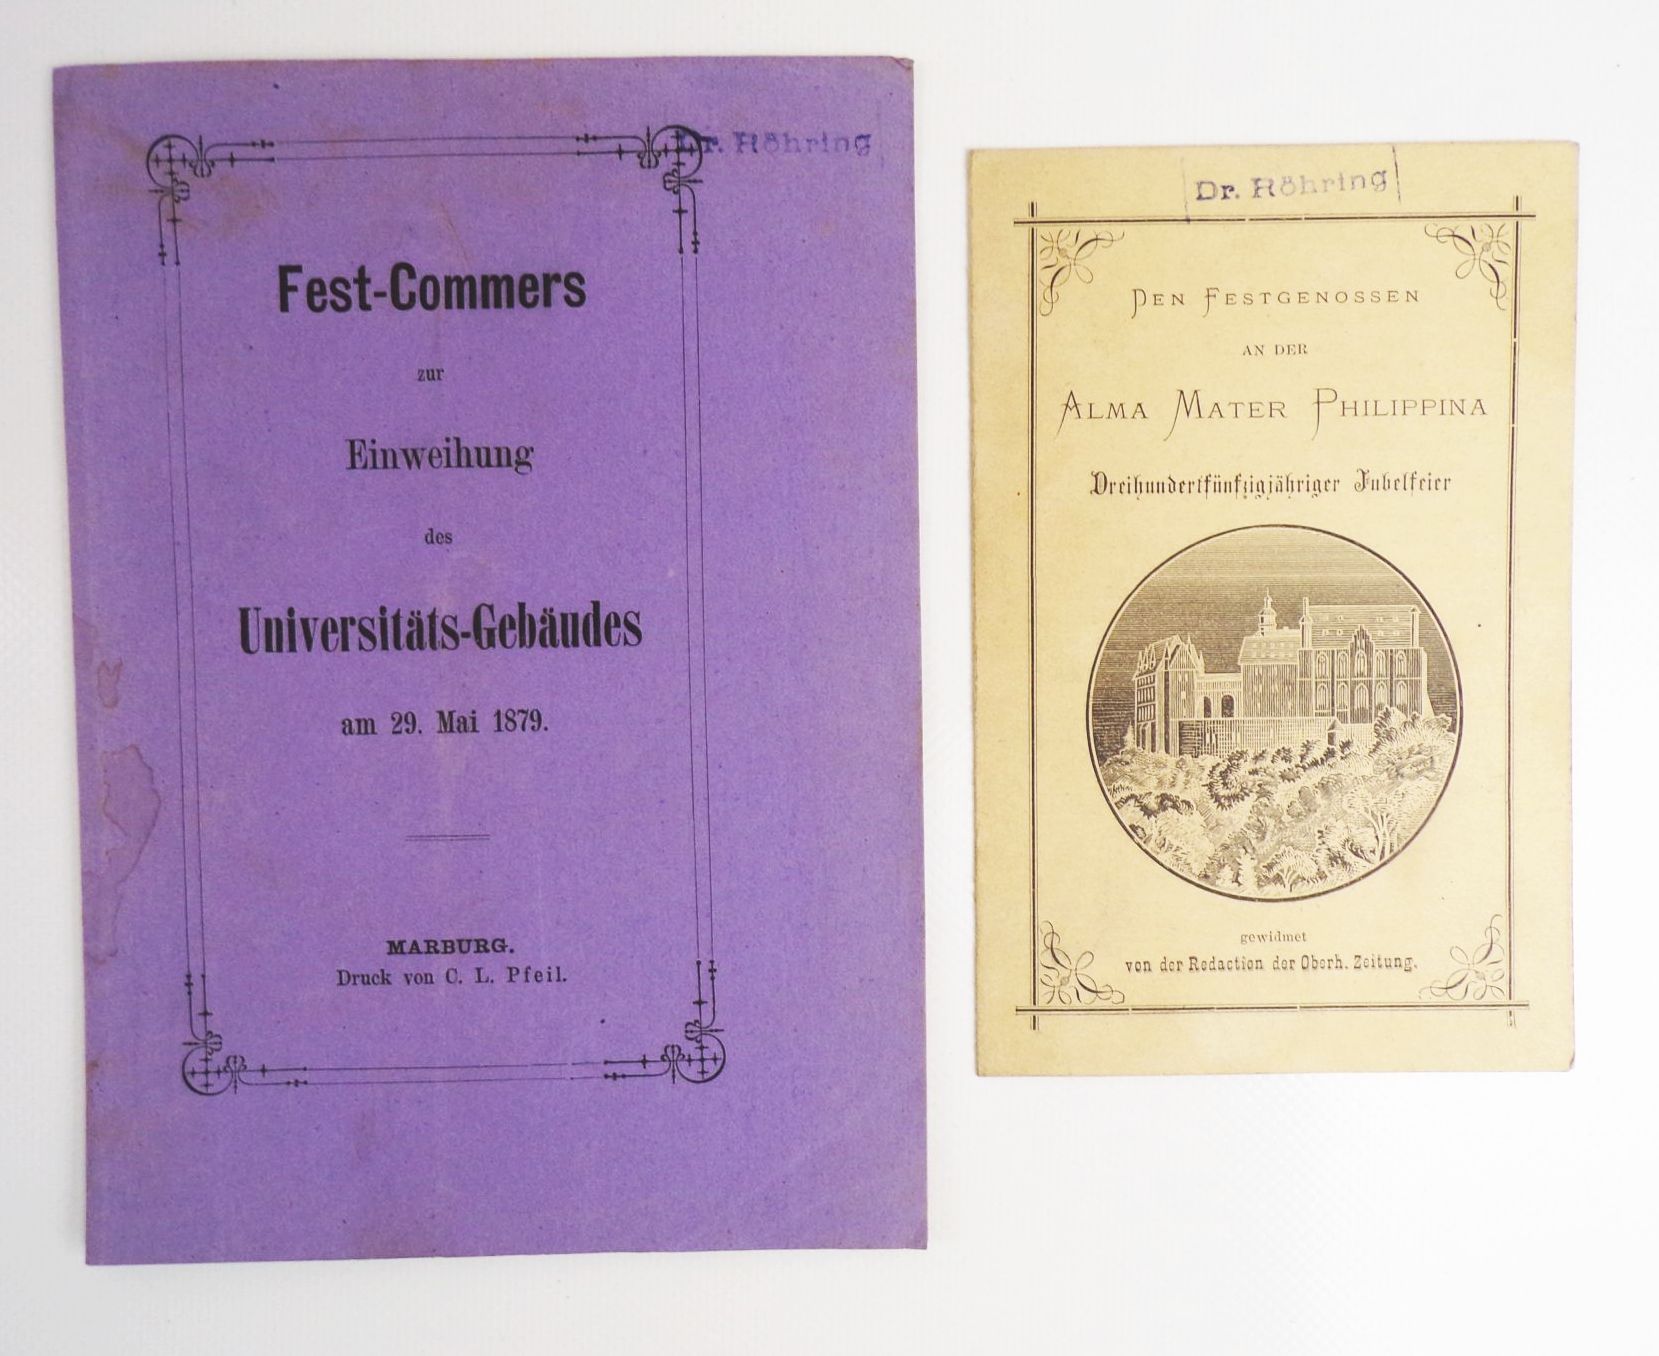 Dr. Röhring
Fest-Commers
zur
Einweihung
des
Universitäts-Gebäudes
am 29. Mai 1879.
MARBURG.
Druck von C. L. Pfeil.
Dr. Röhring
DEN FESTGENOSSEN
AN DER
ALMA MATER PHILIPPINA
Dreihundertfünfzigjähriger Jubelfeier
gewidmet
von der Redaction der Oberh. Zeitung.